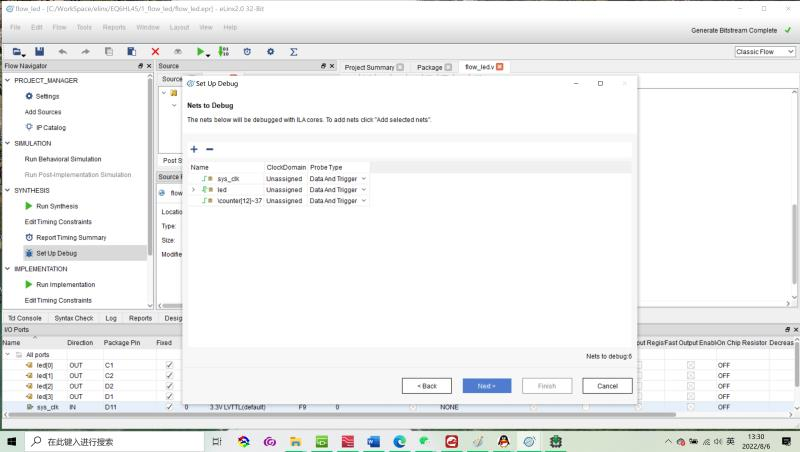 flow_led - [C:/WorkSpace/elinx/EQ6HL45/1_flow_led/flow_led.epr] - eLinx2.0 32-Bit
File Edit Flow Tools Reports Window Layout View Help
Generate Bitstream Complete
Classic Flow
Flow Navigator
Source
Project Summary Package flow_led.v
PROJECT_MANAGER
Settings
Add Sources
IP Catalog
SIMULATION
Run Behavioral Simulation
Run Post-Implementation Simulation
SYNTHESIS
Run Synthesis
Edit Timing Constraints
Report Timing Summary
Set Up Debug
IMPLEMENTATION
Run Implementation
Edit Timing Constraints
Source
Post S
Source F
flow
Locatio
Type:
Size:
Modifie
Set Up Debug
Nets to Debug
The nets below will be debugged with ILA cores. To add nets click "Add selected nets".
Name ClockDomain Probe Type
sys_clk Unassigned Data And Trigger
led Unassigned Data And Trigger
\counter[12]~37 Unassigned Data And Trigger
Nets to debug:6
< Back Next > Finish Cancel
Td Console Syntax Check Log Reports Desig
I/O Ports
Name Direction Package Pin Fixed
put Regis Fast Output Enabl On Chip Resistor Decreas
All ports
led[0] OUT C1 OFF
led[1] OUT C2 OFF
led[2] OUT D2 OFF
led[3] OUT D1 OFF
sys_clk IN D11 0 3.3V LVTTL(default) F9 0 NONE OFF
在此键入进行搜索
英
13:30
2022/8/6